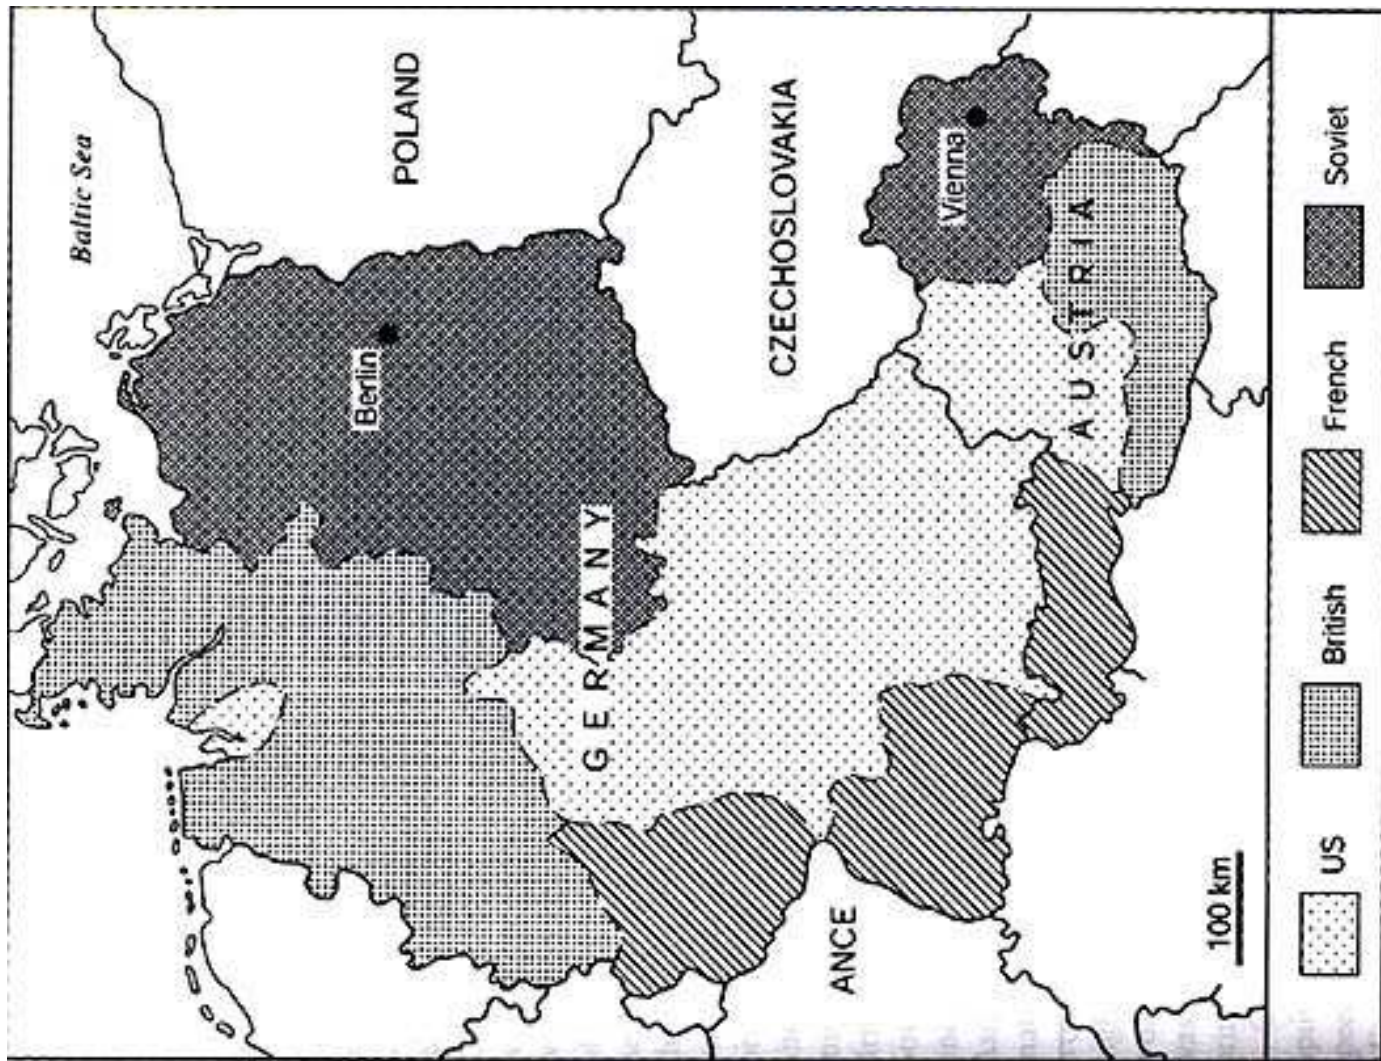 Baltic Sea
POLAND
Berlin
GERMANY
CZECHOSLOVAKIA
Vienna
AUSTRIA
ANCE
100 km
US
British
French
Soviet